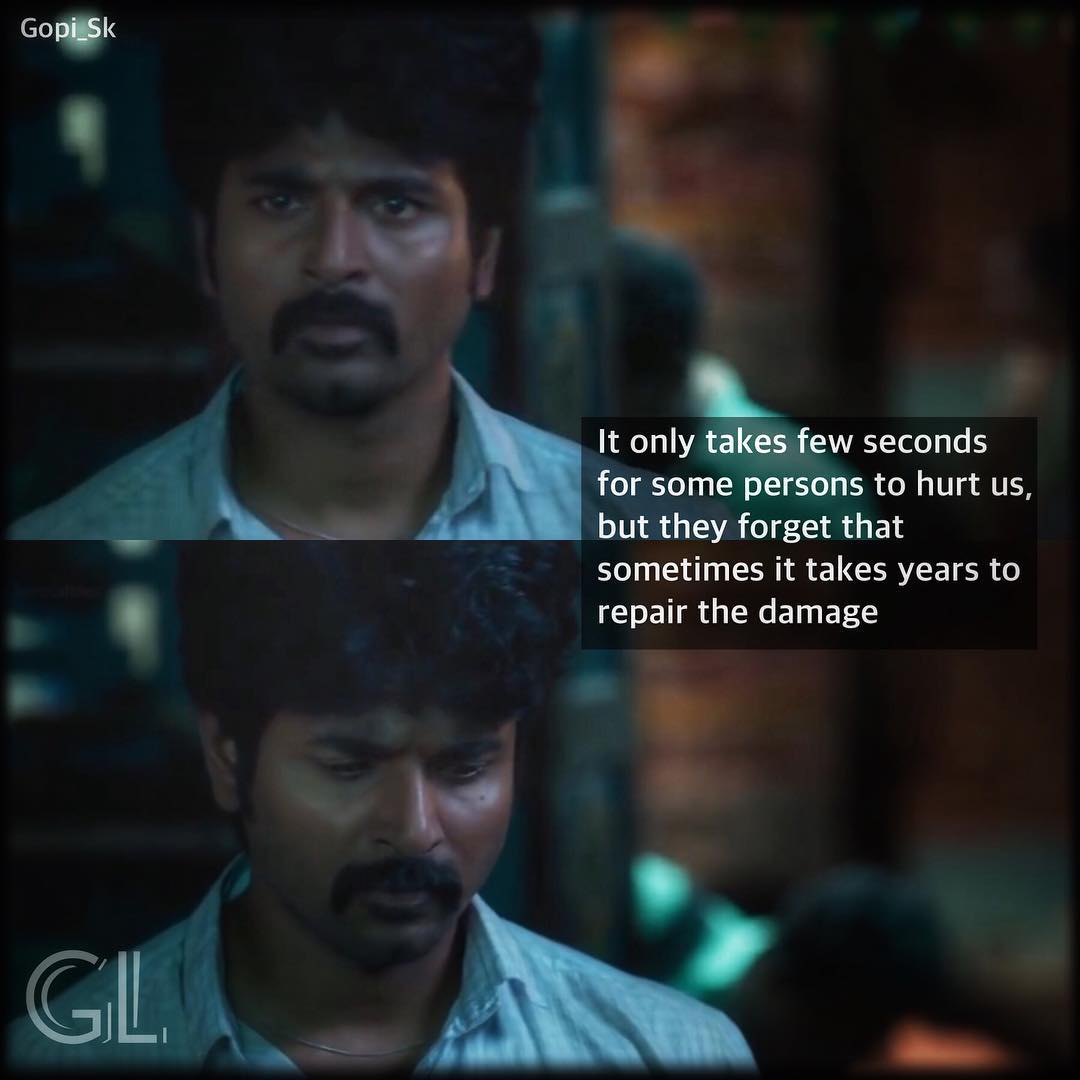 Gopi_Sk
It only takes few seconds
for some persons to hurt us,
but they forget that
sometimes it takes years to
repair the damage
GL